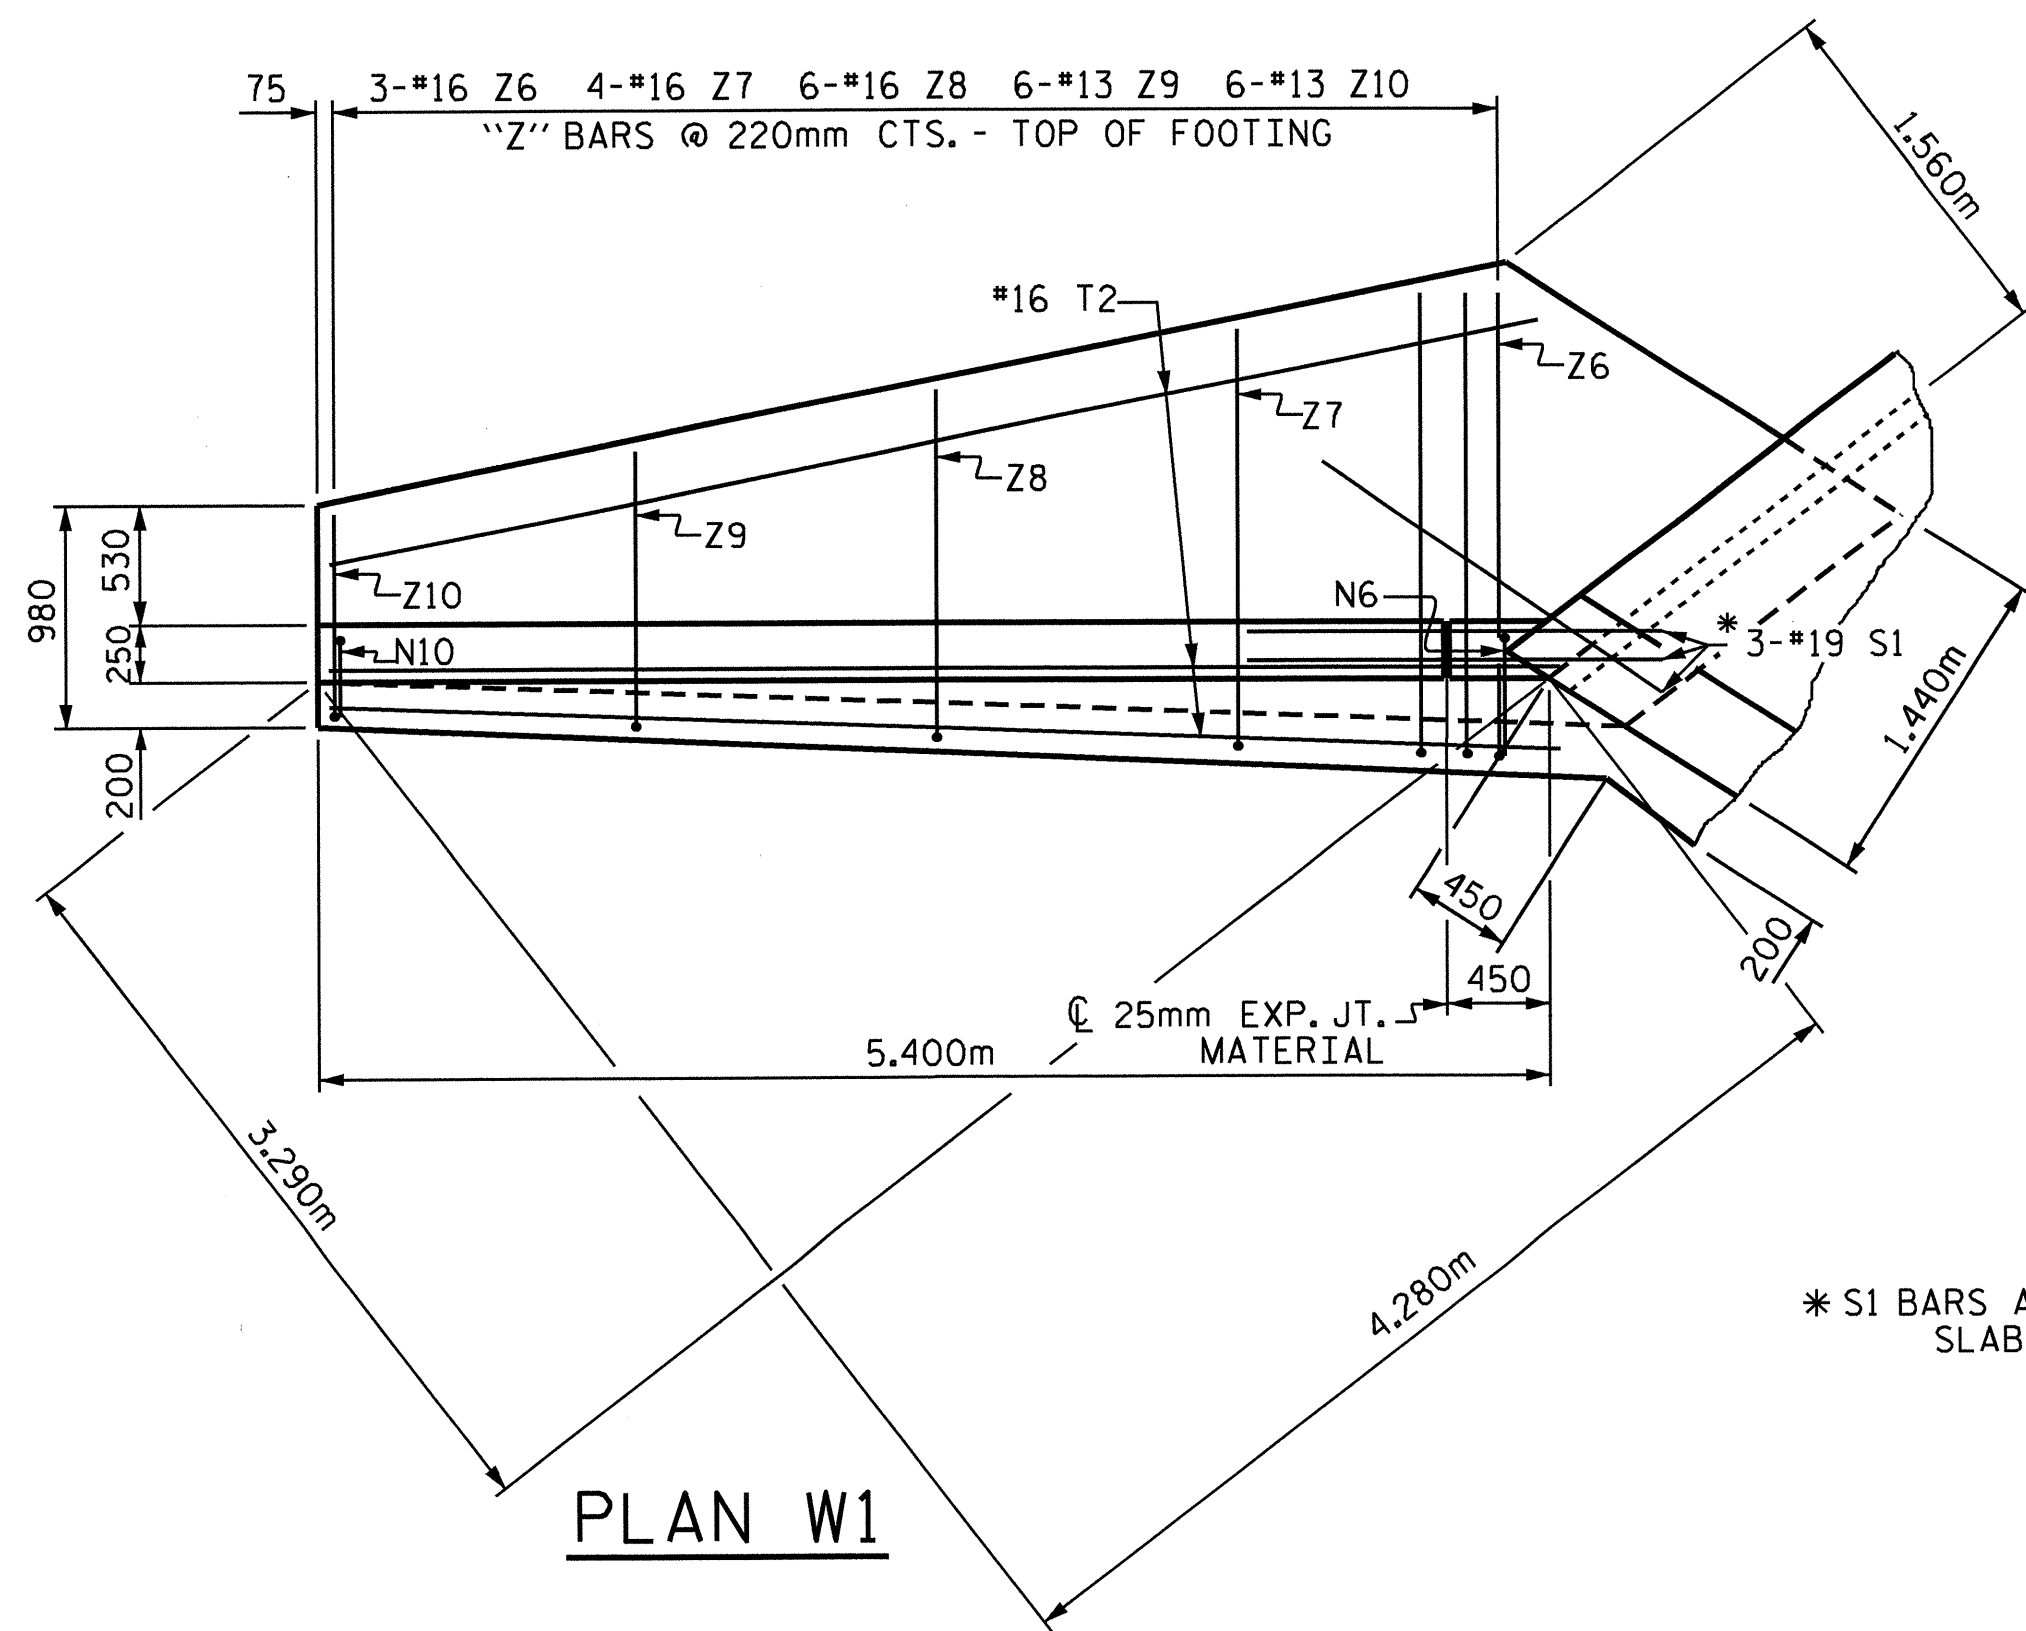 75 3-#16 Z6 4-#16 Z7 6-#16 Z8 6-#13 Z9 6-#13 Z10
"Z" BARS @ 220mm CTS. - TOP OF FOOTING
1.560m
#16 T2
Z6
Z7
Z8
Z9
Z10
530
980
250
N10
N6
* 3-#19 S1
1.440m
200
450
200
450
℄ 25mm EXP. JT.
MATERIAL
5.400m
3.290m
4.280m
* S1 BARS
SLAB
PLAN W1